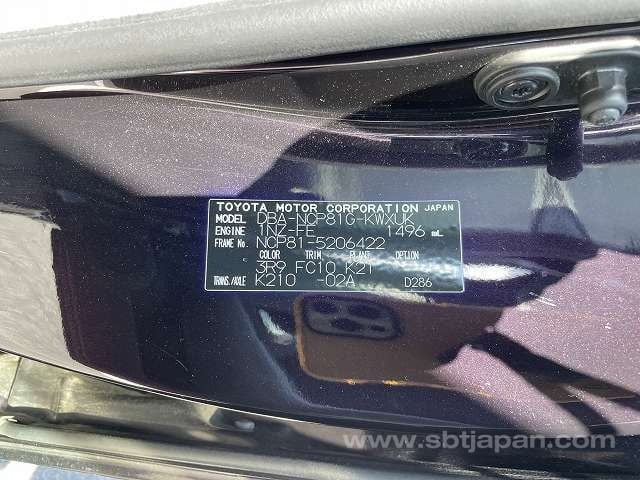 TOYOTA MOTOR CORPORATION JAPAN
MODEL DBA-NCP81G-KWXUK
ENGINE 1NZ-FE 1496 mL
FRAME No. NCP81-5206422
COLOR TRIM PLANT OPTION
3R9 FC10 K21
TRANS./AXLE K210 -02A D286
www.sbtjapan.com